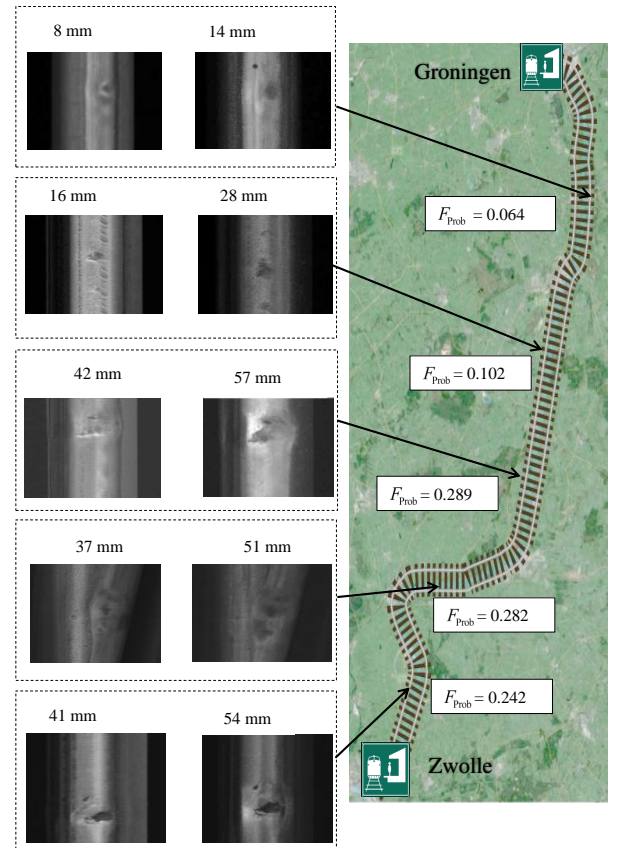 8 mm
14 mm
16 mm
28 mm
42 mm
57 mm
37 mm
51 mm
41 mm
54 mm
Groningen
F_Prob = 0.064
F_Prob = 0.102
F_Prob = 0.289
F_Prob = 0.282
F_Prob = 0.242
Zwolle